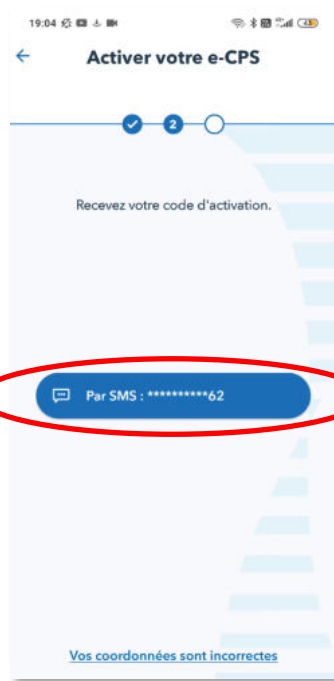 19:04
Activer votre e-CPS
2
Recevez votre code d'activation.
Par SMS : **********62
Vos coordonnées sont incorrectes